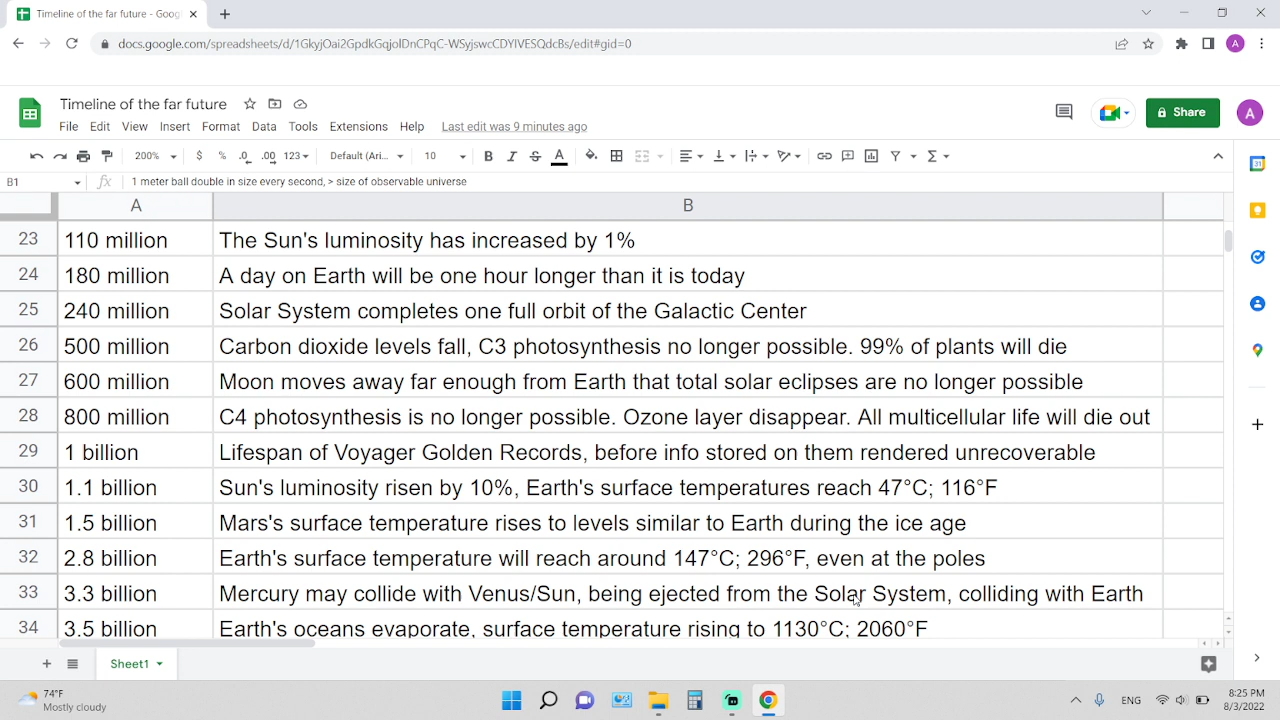 Timeline of the far future - Goog
docs.google.com/spreadsheets/d/1GkyjOai2GpdkGqjolDnCPqC-WSyjswcCDYIVESQdcBs/edit#gid=0
A
Timeline of the far future
File Edit View Insert Format Data Tools Extensions Help Last edit was 9 minutes ago
Share
A
200% $ % .0 .00 123 Default (Ari... 10 B I S A
31
B1 fx 1 meter ball double in size every second, > size of observable universe
A B
23 110 million The Sun's luminosity has increased by 1%
24 180 million A day on Earth will be one hour longer than it is today
25 240 million Solar System completes one full orbit of the Galactic Center
26 500 million Carbon dioxide levels fall, C3 photosynthesis no longer possible. 99% of plants will die
27 600 million Moon moves away far enough from Earth that total solar eclipses are no longer possible
28 800 million C4 photosynthesis is no longer possible. Ozone layer disappear. All multicellular life will die out
29 1 billion Lifespan of Voyager Golden Records, before info stored on them rendered unrecoverable
30 1.1 billion Sun's luminosity risen by 10%, Earth's surface temperatures reach 47°C; 116°F
31 1.5 billion Mars's surface temperature rises to levels similar to Earth during the ice age
32 2.8 billion Earth's surface temperature will reach around 147°C; 296°F, even at the poles
33 3.3 billion Mercury may collide with Venus/Sun, being ejected from the Solar System, colliding with Earth
34 3.5 billion Earth's oceans evaporate, surface temperature rising to 1130°C; 2060°F
Sheet1
74°F
Mostly cloudy
ENG
8:25 PM
8/3/2022